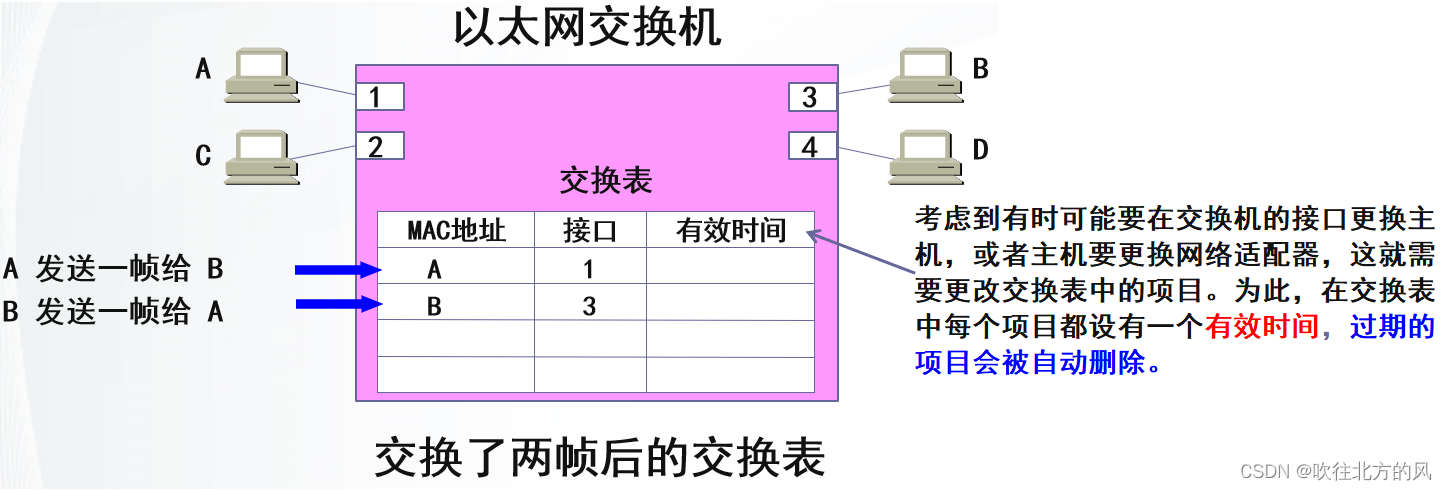 以太网交换机
A
1
3
B
C
2
4
D
交换表
MAC地址 接口 有效时间
A 发送一帧给 B
A 1
B 发送一帧给 A
B 3
考虑到有时可能要在交换机的接口更换主
机，或者主机要更换网络适配器，这就需
要更改交换表中的项目。为此，在交换表
中每个项目都设有一个有效时间，过期的
项目会被自动删除。
交换了两帧后的交换表
CSDN @吹往北方的风